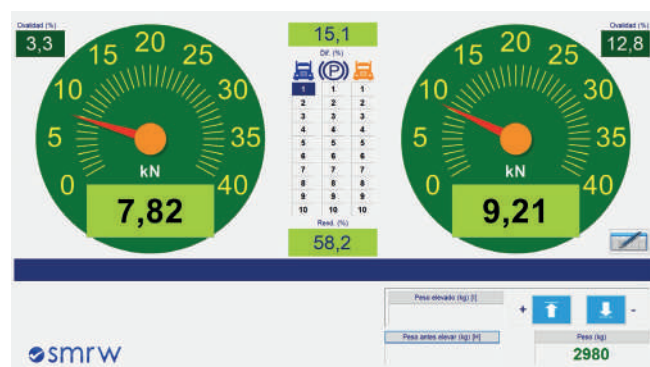 Ovalidad (%)
3,3
0
5
10
15
20
25
30
35
40
kN
7,82
15,1
Dif. (%)
P
1 1 1
2 2 2
3 3 3
4 4 4
5 5 5
6 6 6
7 7 7
8 8 8
9 9 9
10 10 10
Rend. (%)
58,2
Ovalidad (%)
12,8
0
5
10
15
20
25
30
35
40
kN
9,21
Peso elevado (kg) [I]
+ -
Peso antes elevar (kg) [H]
Peso (kg)
2980
smrw